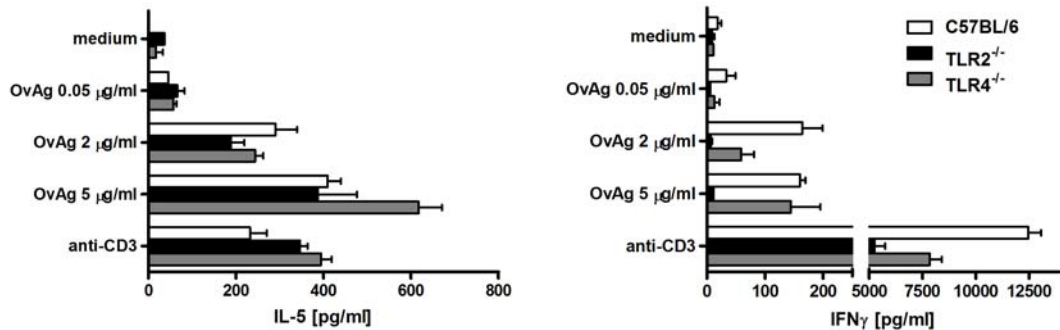 medium
OvAg 0.05 μg/ml
OvAg 2 μg/ml
OvAg 5 μg/ml
anti-CD3
0 200 400 600 800
IL-5 [pg/ml]
medium
OvAg 0.05 μg/ml
OvAg 2 μg/ml
OvAg 5 μg/ml
anti-CD3
0 100 200 5000 7500 10000 12500
IFNγ [pg/ml]
C57BL/6
TLR2-/-
TLR4-/-